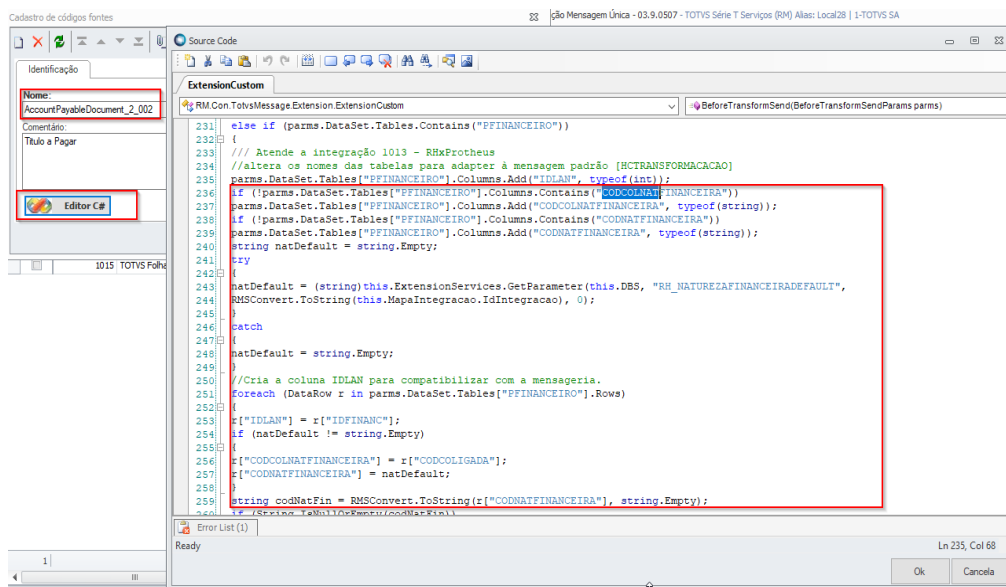 Cadastro de códigos fontes
ção Mensagem Única - 03.9.0507 - TOTVS Série T Serviços (RM) Alias: Local28 | 1-TOTVS SA
Source Code
Identificação
Nome:
AccountPayableDocument_2_002
Comentário:
Titulo a Pagar
Editor C#
1015 TOTVS Folha
1
ExtensionCustom
RM.Con.TotvsMessage.Extension.ExtensionCustom
BeforeTransformSend(BeforeTransformSendParams parms)
231 else if (parms.DataSet.Tables.Contains("PFINANCEIRO"))
232 {
233 /// Atende a integração 1013 - RHxProtheus
234 //altera os nomes das tabelas para adapter à mensagem padrão [HCTRANSFORMACACAO]
235 parms.DataSet.Tables["PFINANCEIRO"].Columns.Add("IDLAN", typeof(int));
236 if (!parms.DataSet.Tables["PFINANCEIRO"].Columns.Contains("CODCOLNATFINANCEIRA"))
237 parms.DataSet.Tables["PFINANCEIRO"].Columns.Add("CODCOLNATFINANCEIRA", typeof(string));
238 if (!parms.DataSet.Tables["PFINANCEIRO"].Columns.Contains("CODNATFINANCEIRA"))
239 parms.DataSet.Tables["PFINANCEIRO"].Columns.Add("CODNATFINANCEIRA", typeof(string));
240 string natDefault = string.Empty;
241 try
242 {
243 natDefault = (string)this.ExtensionServices.GetParameter(this.DBS, "RH_NATUREZAFINANCEIRADEFAULT",
244 RMSConvert.ToString(this.MapaIntegracao.IdIntegracao), 0);
245 }
246 catch
247 {
248 natDefault = string.Empty;
249 }
250 //Cria a coluna IDLAN para compatibilizar com a mensageria.
251 foreach (DataRow r in parms.DataSet.Tables["PFINANCEIRO"].Rows)
252 {
253 r["IDLAN"] = r["IDFINANC"];
254 if (natDefault != string.Empty)
255 {
256 r["CODCOLNATFINANCEIRA"] = r["CODCOLIGADA"];
257 r["CODNATFINANCEIRA"] = natDefault;
258 }
259 string codNatFin = RMSConvert.ToString(r["CODNATFINANCEIRA"], string.Empty);
260 if (String.IsNullOrEmpty(codNatFin))
Error List (1)
Ready
Ln 235, Col 68
Ok
Cancela